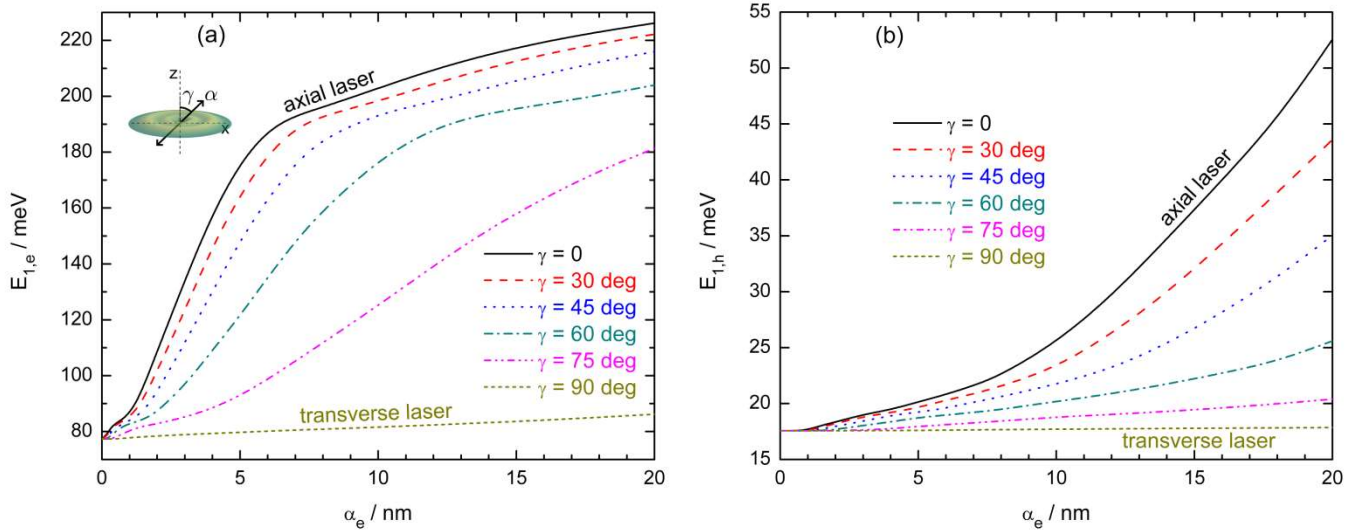 (a)
220
200
180
160
140
120
100
80
E1,e / meV
z
γ
α
x
axial laser
γ = 0
γ = 30 deg
γ = 45 deg
γ = 60 deg
γ = 75 deg
γ = 90 deg
transverse laser
0 5 10 15 20
αe / nm
(b)
55
50
45
40
35
30
25
20
15
E1,h / meV
axial laser
γ = 0
γ = 30 deg
γ = 45 deg
γ = 60 deg
γ = 75 deg
γ = 90 deg
transverse laser
0 5 10 15 20
αe / nm